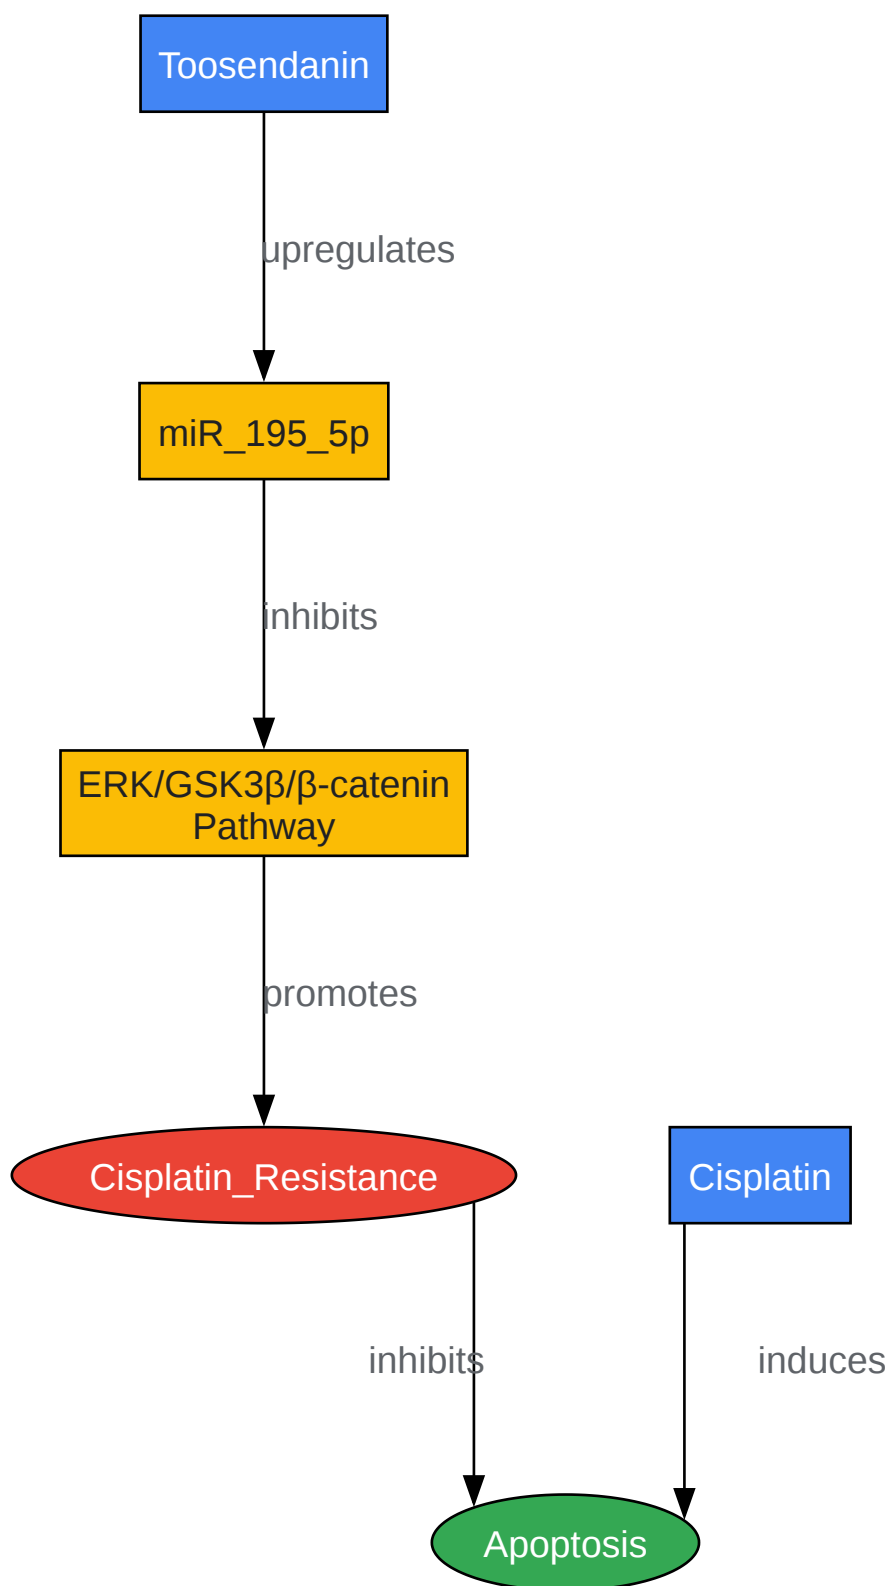 Toosendanin
upregulates
miR_195_5p
inhibits
ERK/GSK3β/β-catenin
Pathway
promotes
Cisplatin_Resistance
Cisplatin
inhibits
induces
Apoptosis